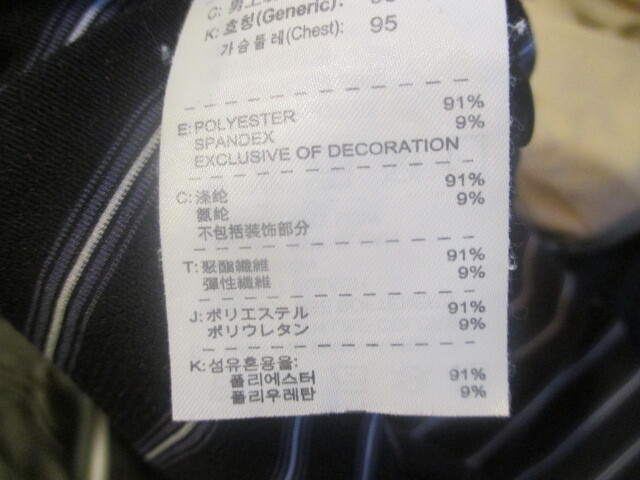 C: 男上
K: 호칭(Generic): 95
가슴둘레(Chest): 95
E: POLYESTER 91%
SPANDEX 9%
EXCLUSIVE OF DECORATION
C: 涤纶 91%
氨纶 9%
不包括装饰部分
T: 聚酯纖維 91%
彈性纖維 9%
J: ポリエステル 91%
ポリウレタン 9%
K: 섬유혼용율:
폴리에스터 91%
폴리우레탄 9%